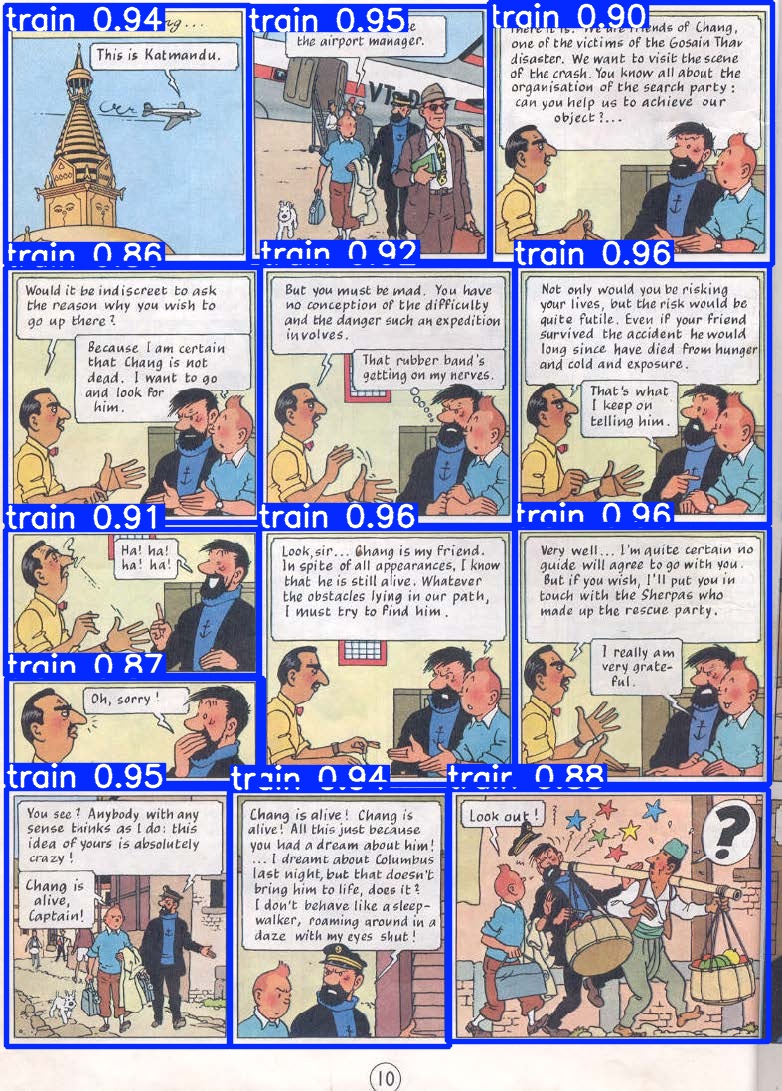 train 0.94
train 0.95
train 0.90
ng...
This is Katmandu.
the airport manager.
VT
There it is. We are friends of Chang,
one of the victims of the Gosain Than
disaster. We want to visit the scene
of the crash. You know all about the
organisation of the search party :
can you help us to achieve our
object ?...
train 0.86
train 0.92
train 0.96
Would it be indiscreet to ask
the reason why you wish to
go up there ?
Because I am certain
that Chang is not
dead. I want to go
and look for
him .
But you must be mad. You have
no conception of the difficulty
and the danger such an expedition
involves.
That rubber band's
getting on my nerves.
Not only would you be risking
your lives, but the risk would be
quite futile. Even if your friend
survived the accident he would
long since have died from hunger
and cold and exposure.
That's what
I keep on
telling him.
train 0.91
train 0.96
train 0.96
Ha! ha!
ha! ha!
Look, sir... Chang is my friend.
In spite of all appearances, I know
that he is still alive. Whatever
the obstacles lying in our path,
I must try to find him .
Very well... I'm quite certain no
guide will agree to go with you.
But if you wish, I'll put you in
touch with the Sherpas who
made up the rescue party.
I really am
very grate-
ful.
train 0.87
Oh, sorry !
train 0.95
train 0.94
train 0.88
You see ? Anybody with any
sense thinks as I do : this
idea of yours is absolutely
crazy !
Chang is
alive,
Captain!
Chang is alive ! Chang is
alive! All this just because
you had a dream about him!
... I dreamt about Columbus
last night, but that doesn't
bring him to life, does it ?
I don't behave like a sleep-
walker, roaming around in a
daze with my eyes shut !
Look out !
?
10